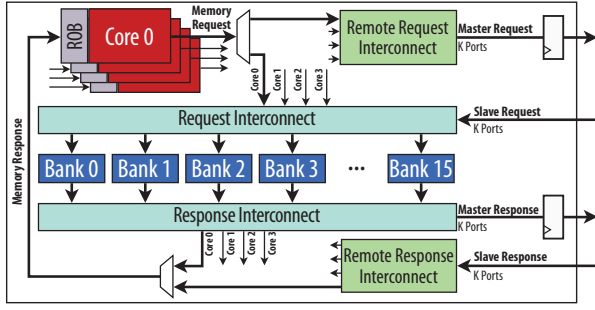 ROB
Core 0
Memory
Request
Remote Request
Interconnect
Master Request
K Ports
Core 0
Core 1
Core 2
Core 3
Request Interconnect
Slave Request
K Ports
Memory Response
Bank 0
Bank 1
Bank 2
Bank 3
...
Bank 15
Response Interconnect
Master Response
K Ports
Core 0
Core 1
Core 2
Core 3
Remote Response
Interconnect
Slave Response
K Ports